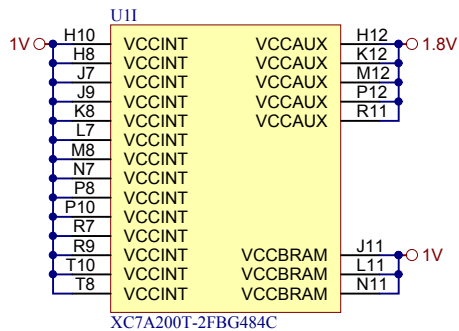 U1I
1V H10 VCCINT VCCAUX H12 1.8V
H8 VCCINT VCCAUX K12
J7 VCCINT VCCAUX M12
J9 VCCINT VCCAUX P12
K8 VCCINT VCCAUX R11
L7 VCCINT
M8 VCCINT
N7 VCCINT
P8 VCCINT
P10 VCCINT
R7 VCCINT
R9 VCCINT VCCBRAM J11 1V
T10 VCCINT VCCBRAM L11
T8 VCCINT VCCBRAM N11
XC7A200T-2FBG484C